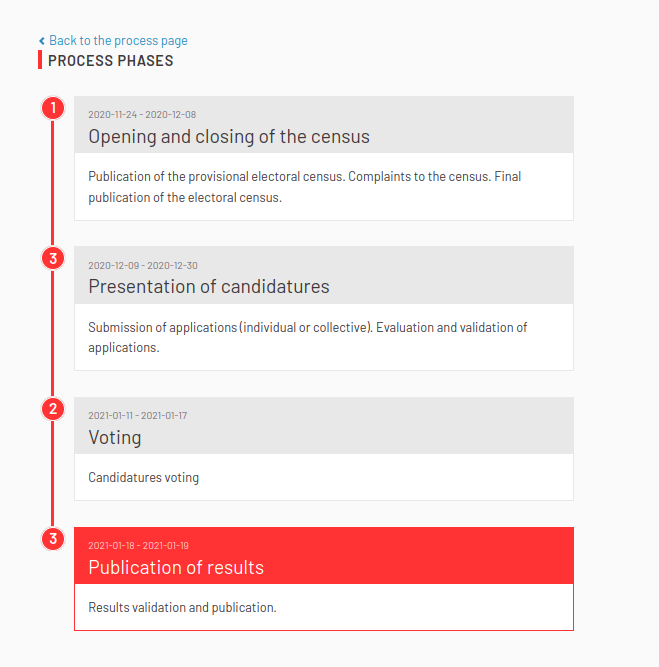 Back to the process page
PROCESS PHASES
1
2020-11-24 - 2020-12-08
Opening and closing of the census
Publication of the provisional electoral census. Complaints to the census. Final
publication of the electoral census.
3
2020-12-09 - 2020-12-30
Presentation of candidatures
Submission of applications (individual or collective). Evaluation and validation of
applications.
2
2021-01-11 - 2021-01-17
Voting
Candidatures voting
3
2021-01-18 - 2021-01-19
Publication of results
Results validation and publication.